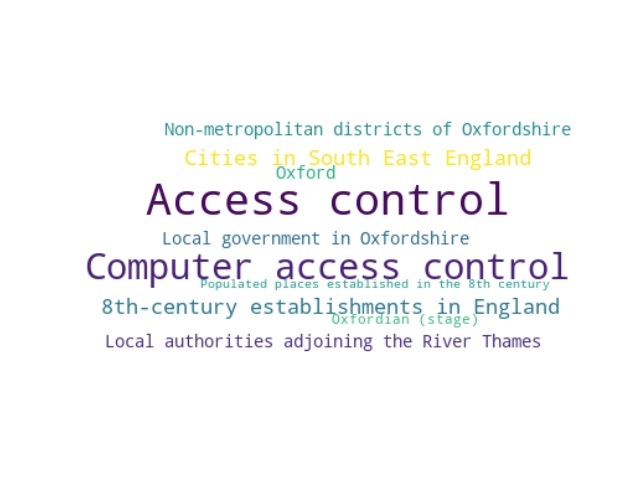 Non-metropolitan districts of Oxfordshire
Cities in South East England
Oxford
Access control
Local government in Oxfordshire
Computer access control
Populated places established in the 8th century
8th-century establishments in England
Oxfordian (stage)
Local authorities adjoining the River Thames